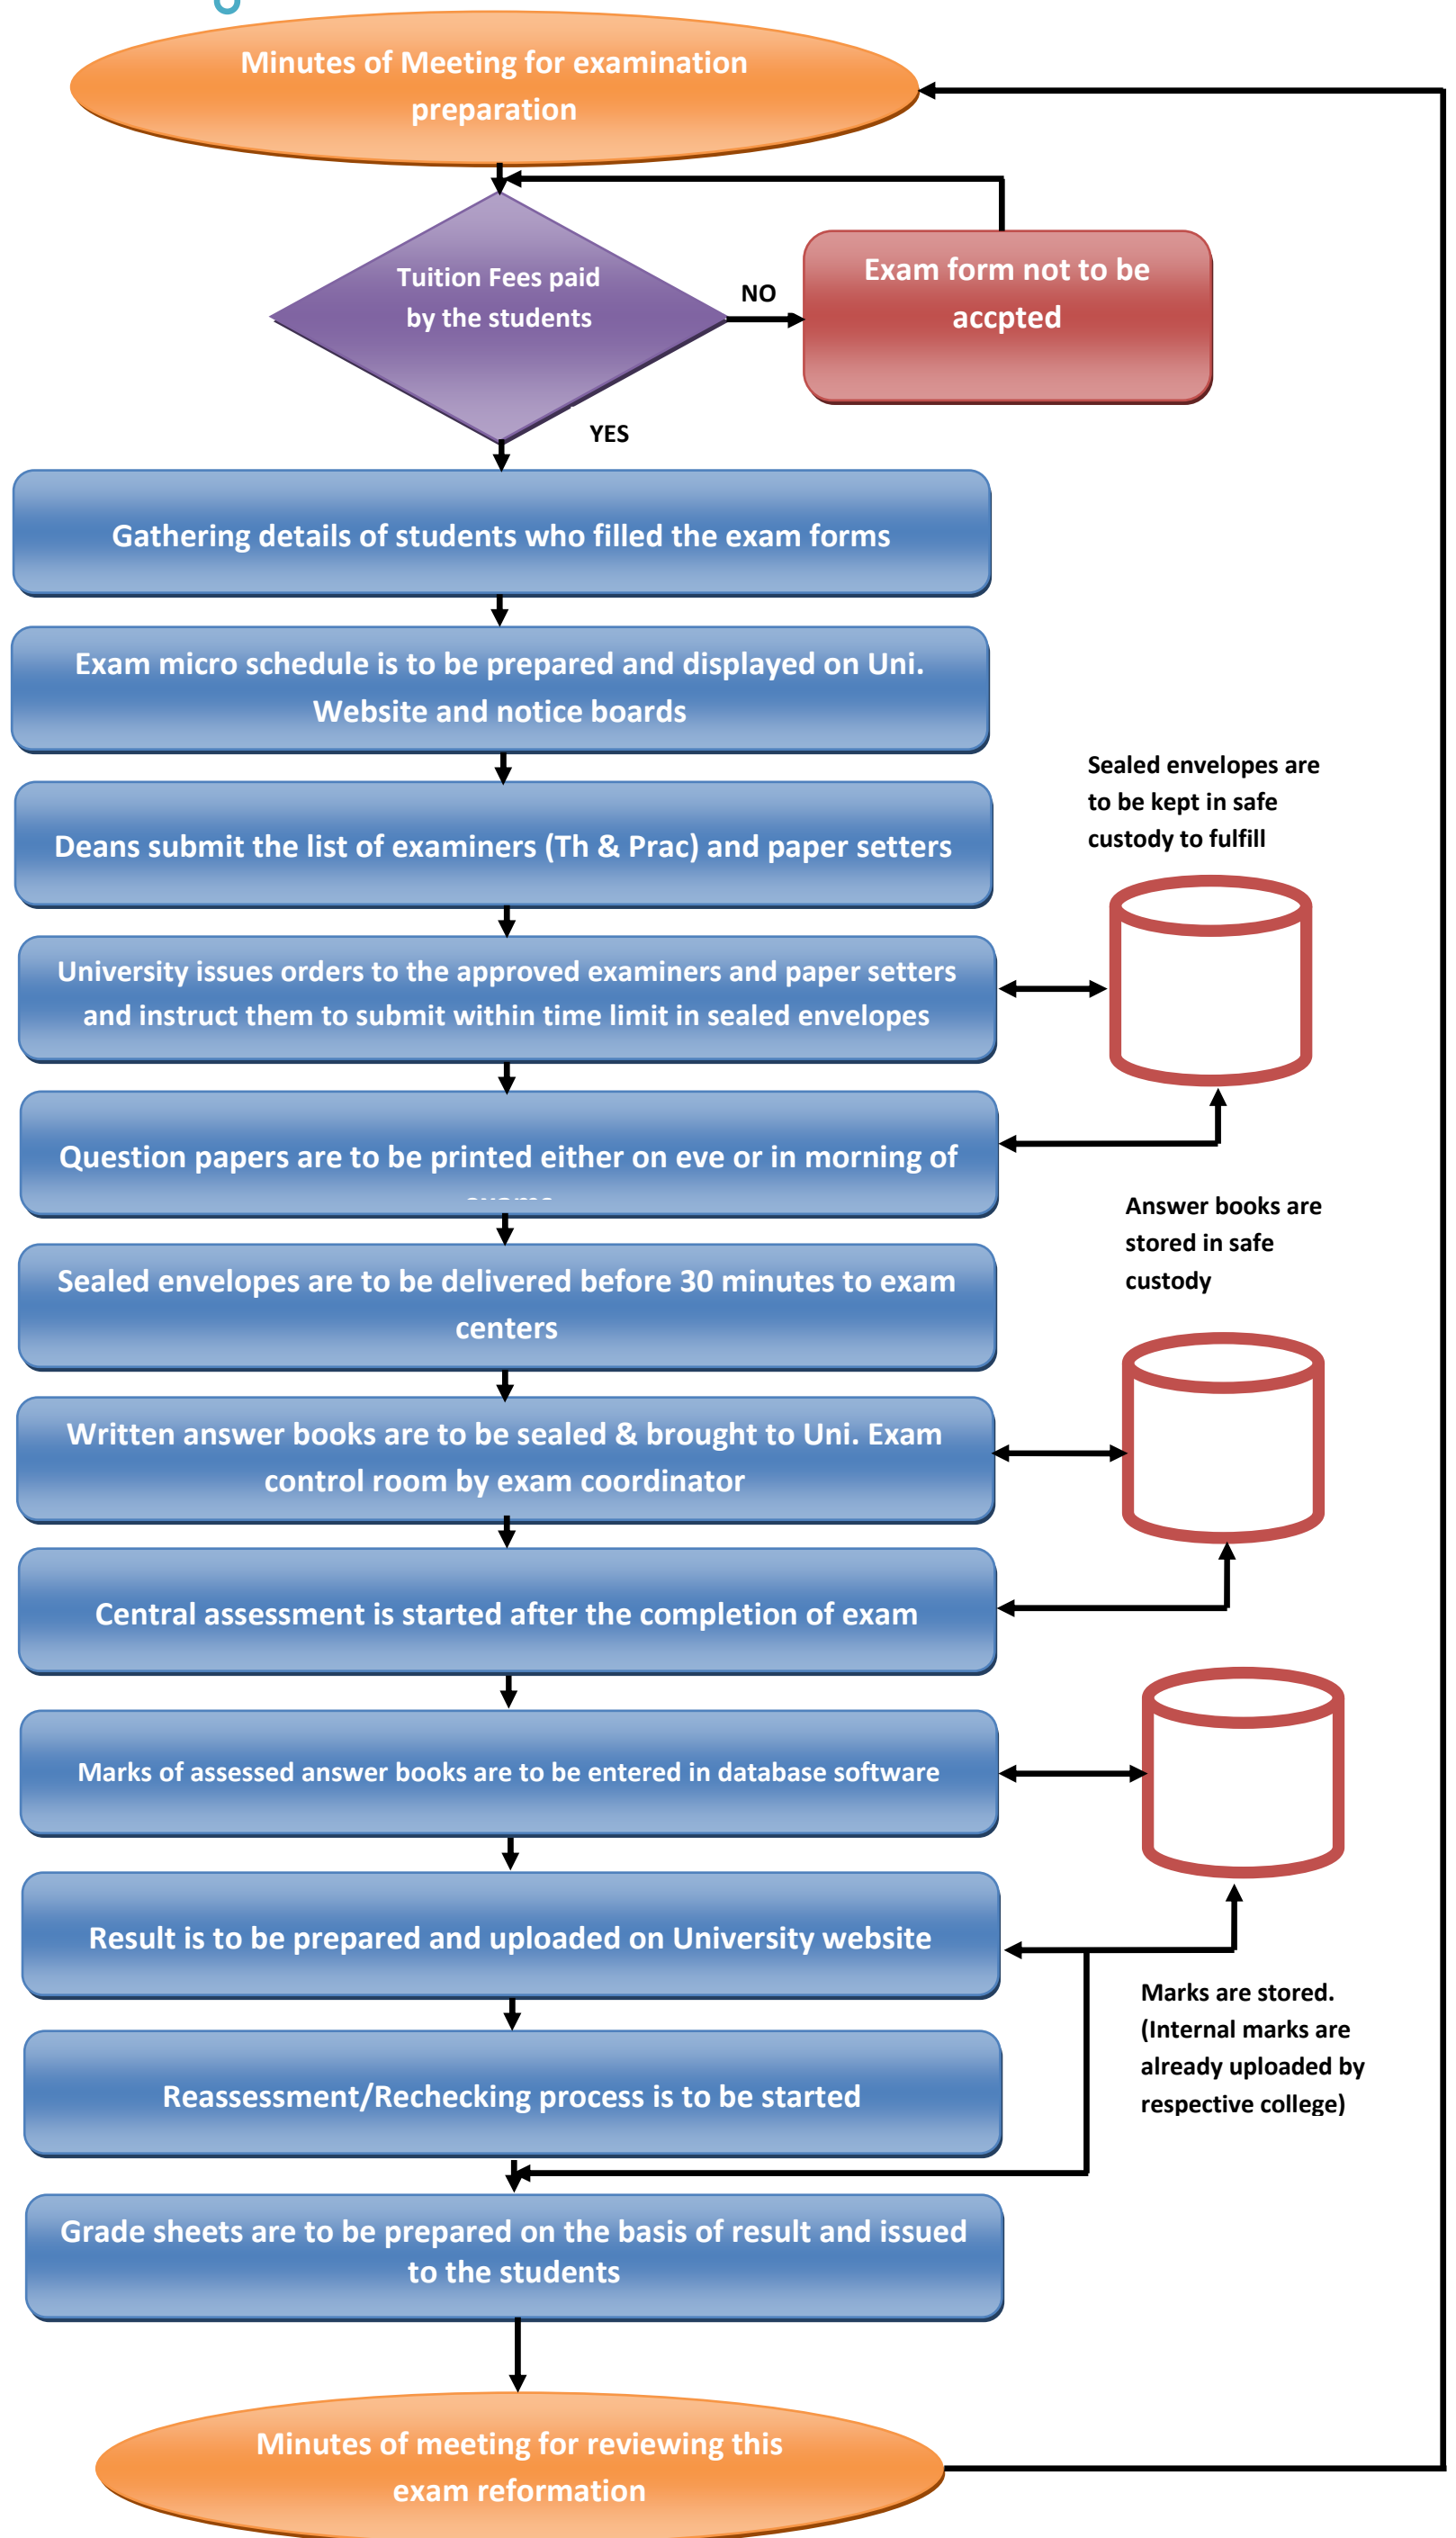 Minutes of Meeting for examination
preparation
Tuition Fees paid
by the students
NO
Exam form not to be
accpted
YES
Gathering details of students who filled the exam forms
Exam micro schedule is to be prepared and displayed on Uni.
Website and notice boards
Deans submit the list of examiners (Th & Prac) and paper setters
Sealed envelopes are
to be kept in safe
custody to fulfill
University issues orders to the approved examiners and paper setters
and instruct them to submit within time limit in sealed envelopes
Question papers are to be printed either on eve or in morning of
Answer books are
stored in safe
custody
Sealed envelopes are to be delivered before 30 minutes to exam
centers
Written answer books are to be sealed & brought to Uni. Exam
control room by exam coordinator
Central assessment is started after the completion of exam
Marks of assessed answer books are to be entered in database software
Result is to be prepared and uploaded on University website
Marks are stored.
(Internal marks are
already uploaded by
respective college)
Reassessment/Rechecking process is to be started
Grade sheets are to be prepared on the basis of result and issued
to the students
Minutes of meeting for reviewing this
exam reformation